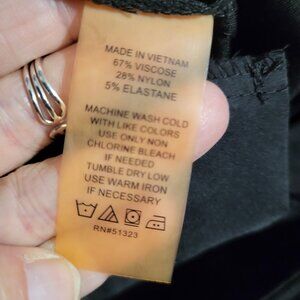 MADE IN VIETNAM
67% VISCOSE
28% NYLON
5% ELASTANE
MACHINE WASH COLD
WITH LIKE COLORS
USE ONLY NON
CHLORINE BLEACH
IF NEEDED
TUMBLE DRY LOW
USE WARM IRON
IF NECESSARY
RN#51323